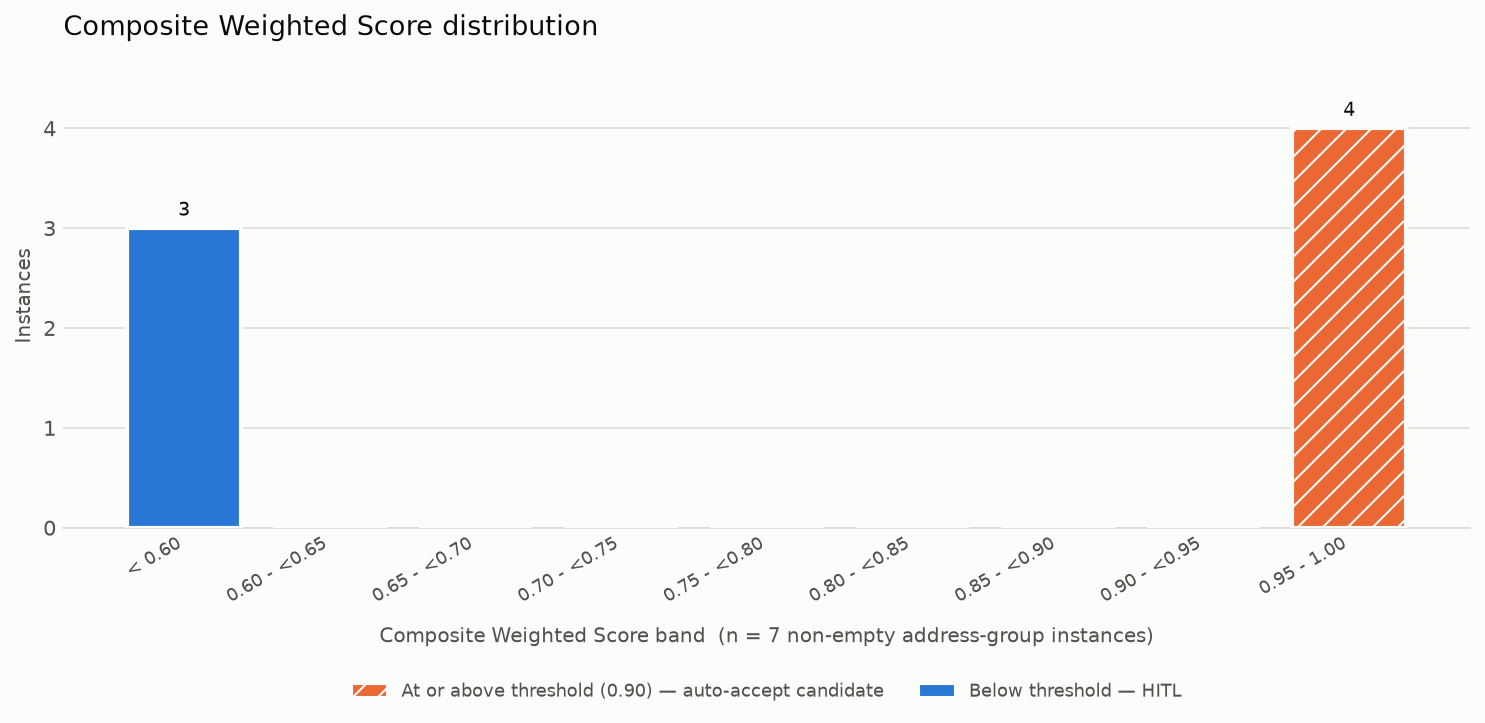 Composite Weighted Score distribution
4
4
3
3
Instances
2
1
0
< 0.60
0.60 - <0.65
0.65 - <0.70
0.70 - <0.75
0.75 - <0.80
0.80 - <0.85
0.85 - <0.90
0.90 - <0.95
0.95 - 1.00
Composite Weighted Score band  (n = 7 non-empty address-group instances)
At or above threshold (0.90) — auto-accept candidate
Below threshold — HITL